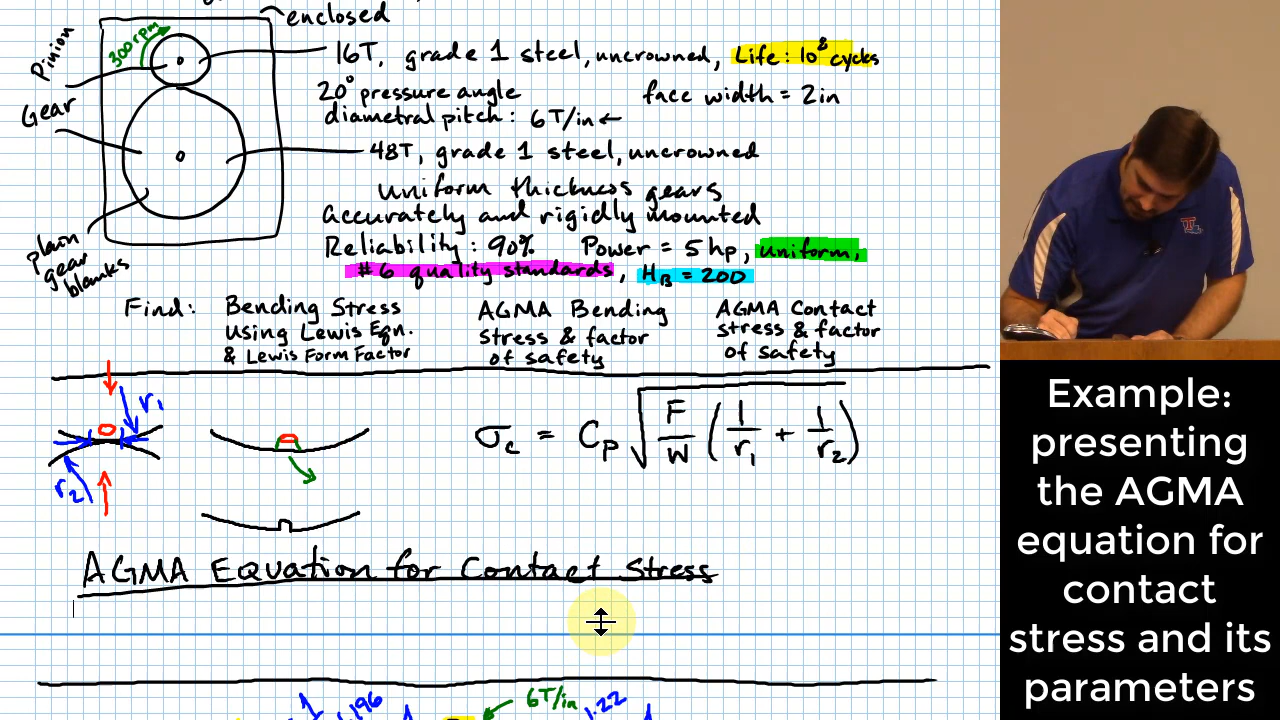 enclosed
300 rpm
Pinion
Gear
16T, grade 1 steel, uncrowned, Life: 10⁸ cycles
20° pressure angle face width = 2in
diametral pitch: 6T/in ←
48T, grade 1 steel, uncrowned
uniform thickness gears
accurately and rigidly mounted
Reliability: 90% Power = 5 hp, uniform,
#6 quality standards, H_B = 200
plain
gear
blanks
Find: Bending Stress
using Lewis Eqn.
& Lewis Form Factor
AGMA Bending
stress & factor
of safety
AGMA Contact
stress & factor
of safety
r₁
r₂
σ_c = C_p √(F/w (1/r₁ + 1/r₂))
AGMA Equation for Contact Stress
6T/in
1.22
Example:
presenting
the AGMA
equation for
contact
stress and its
parameters